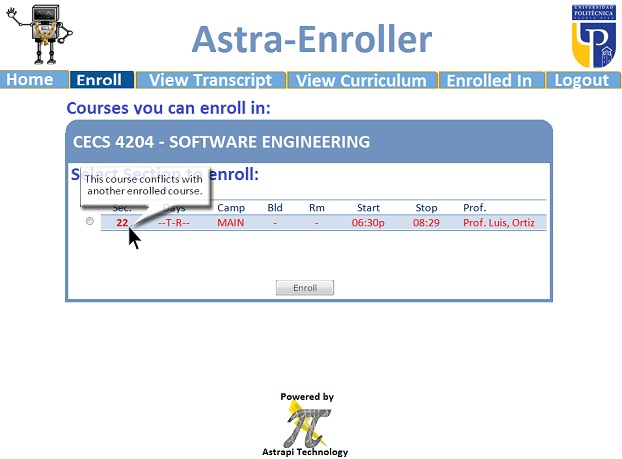 Astra-Enroller
UNIVERSIDAD
POLITÉCNICA
Home Enroll View Transcript View Curriculum Enrolled In Logout
Courses you can enroll in:
CECS 4204 - SOFTWARE ENGINEERING
Select Section to enroll:
This course conflicts with
another enrolled course.
Sec. Days Camp Bld Rm Start Stop Prof.
22 --T-R-- MAIN - - 06:30p 08:29 Prof. Luis, Ortiz
Enroll
Powered by
π
Astrapi Technology